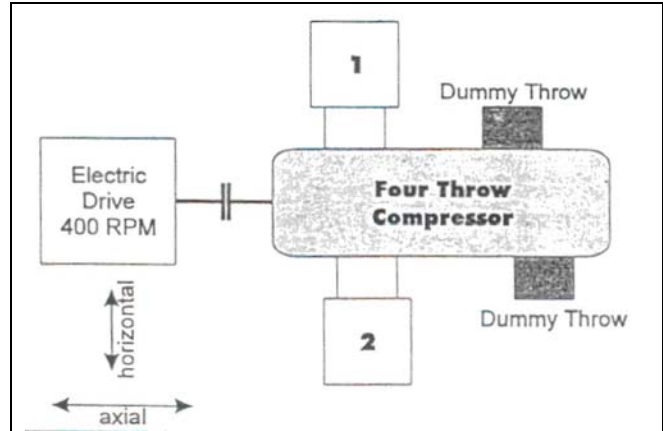 1
Dummy Throw
Electric
Drive
400 RPM
Four Throw
Compressor
2
Dummy Throw
horizontal
axial